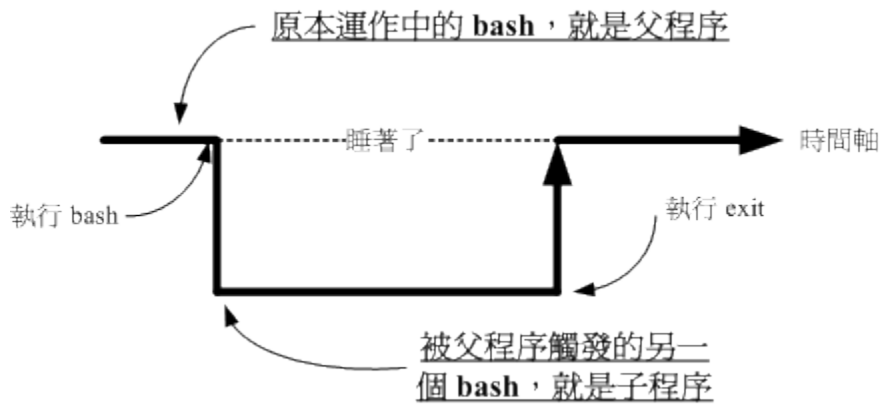 原本運作中的 bash，就是父程序
睡著了
時間軸
執行 bash
執行 exit
被父程序觸發的另一
個 bash，就是子程序